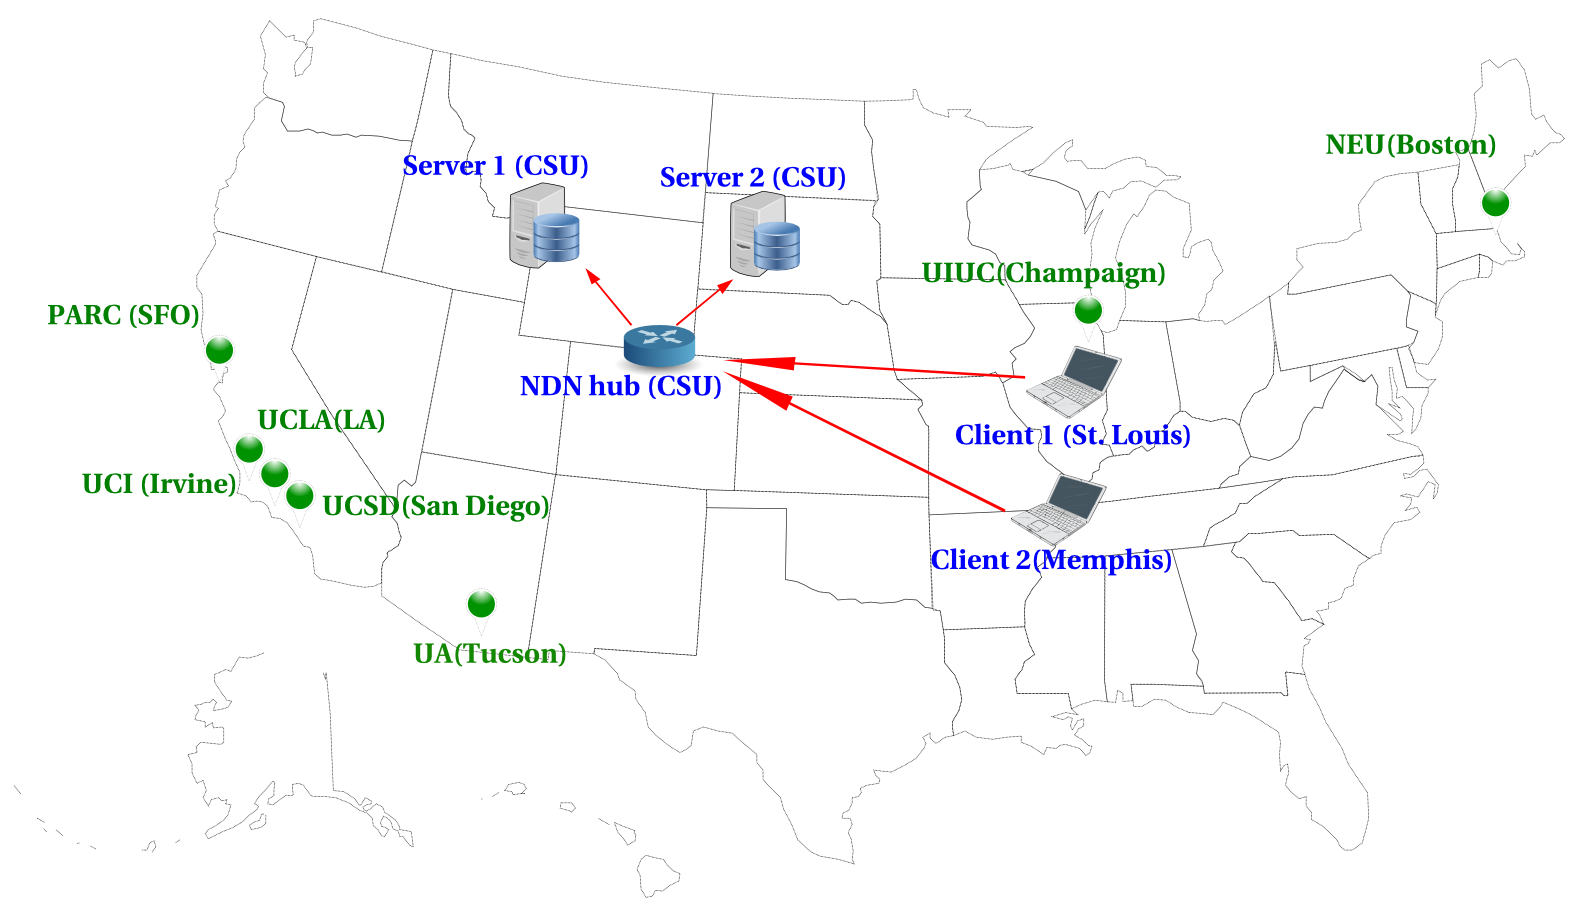 NEU(Boston)
Server 1 (CSU)
Server 2 (CSU)
UIUC(Champaign)
PARC (SFO)
NDN hub (CSU)
UCLA(LA)
Client 1 (St. Louis)
UCI (Irvine)
UCSD(San Diego)
Client 2(Memphis)
UA(Tucson)